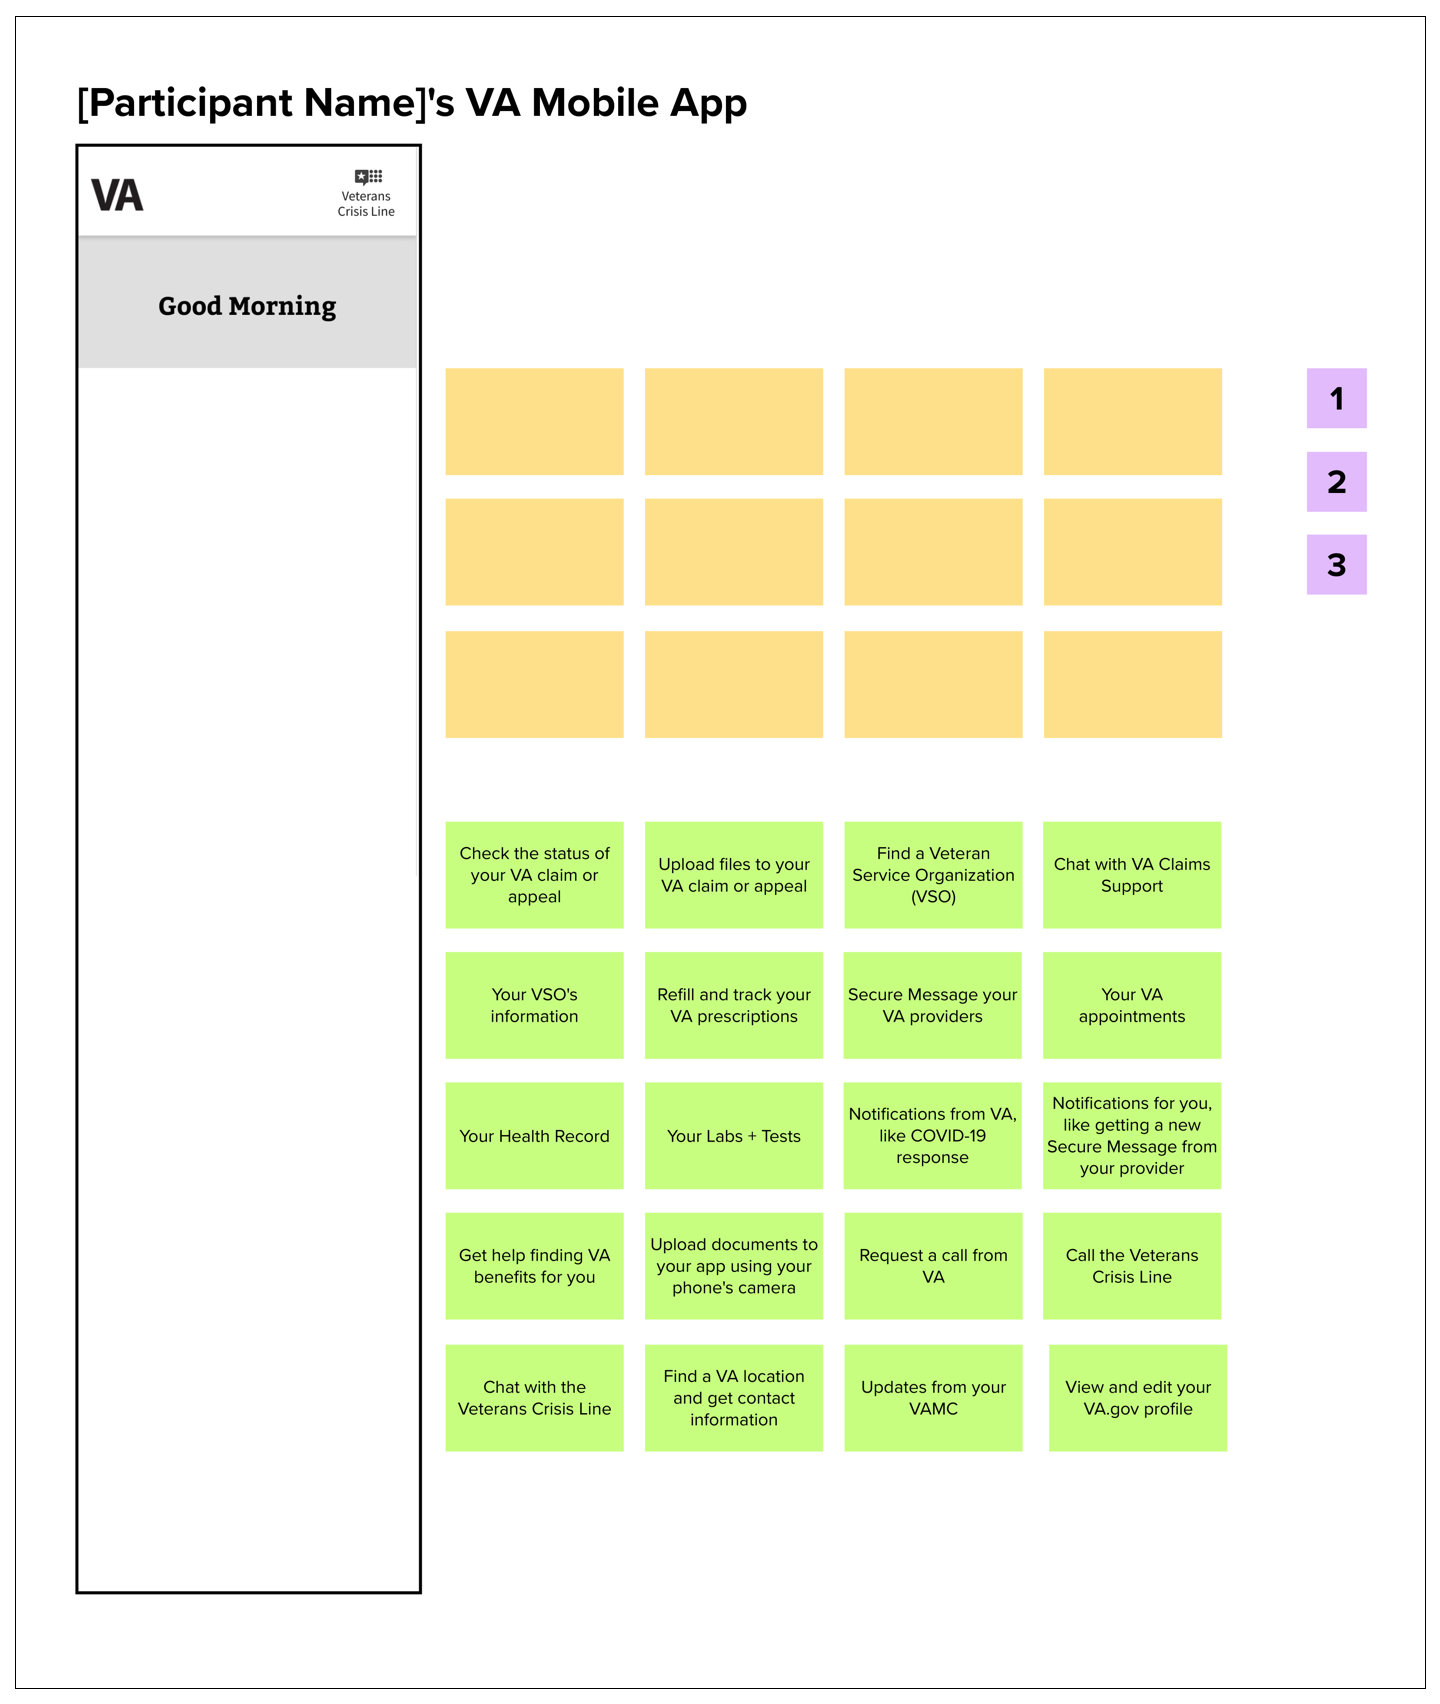 [Participant Name]'s VA Mobile App
VA
Veterans
Crisis Line
Good Morning
1
2
3
Check the status of
your VA claim or
appeal
Upload files to your
VA claim or appeal
Find a Veteran
Service Organization
(VSO)
Chat with VA Claims
Support
Your VSO's
information
Refill and track your
VA prescriptions
Secure Message your
VA providers
Your VA
appointments
Your Health Record
Your Labs + Tests
Notifications from VA,
like COVID-19
response
Notifications for you,
like getting a new
Secure Message from
your provider
Get help finding VA
benefits for you
Upload documents to
your app using your
phone's camera
Request a call from
VA
Call the Veterans
Crisis Line
Chat with the
Veterans Crisis Line
Find a VA location
and get contact
information
Updates from your
VAMC
View and edit your
VA.gov profile